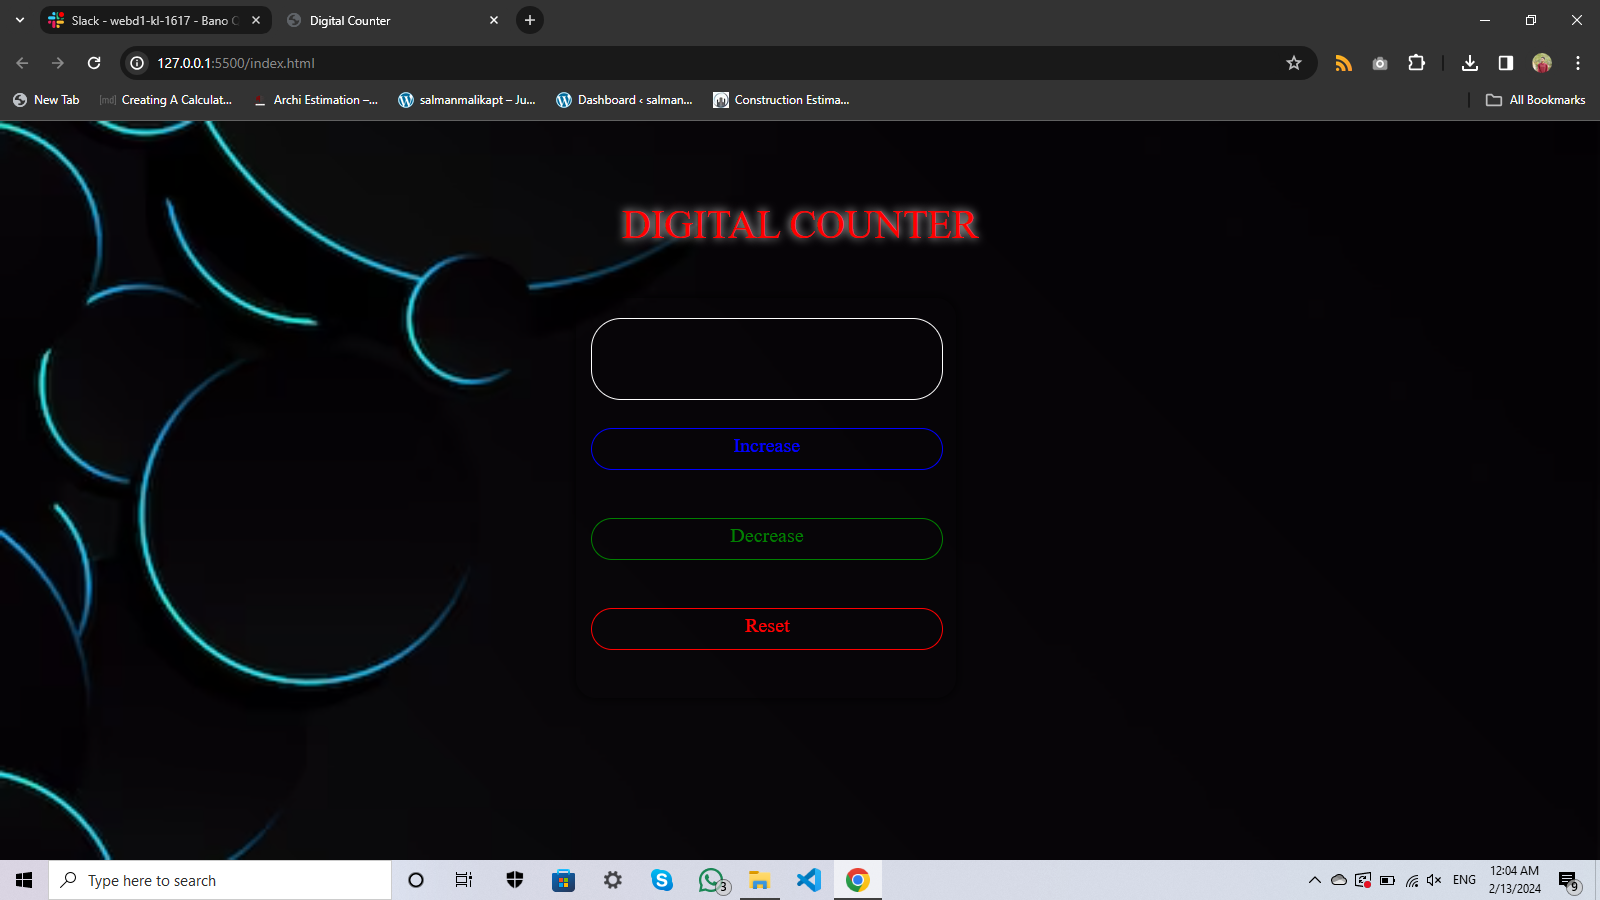 Slack - webd1-kl-1617 - Bano C
Digital Counter
127.0.0.1:5500/index.html
New Tab
[md] Creating A Calculat...
Archi Estimation –...
salmanmalikapt – Ju...
Dashboard ‹ salman...
Construction Estima...
All Bookmarks
DIGITAL COUNTER
Increase
Decrease
Reset
Type here to search
3
ENG
12:04 AM
2/13/2024
9